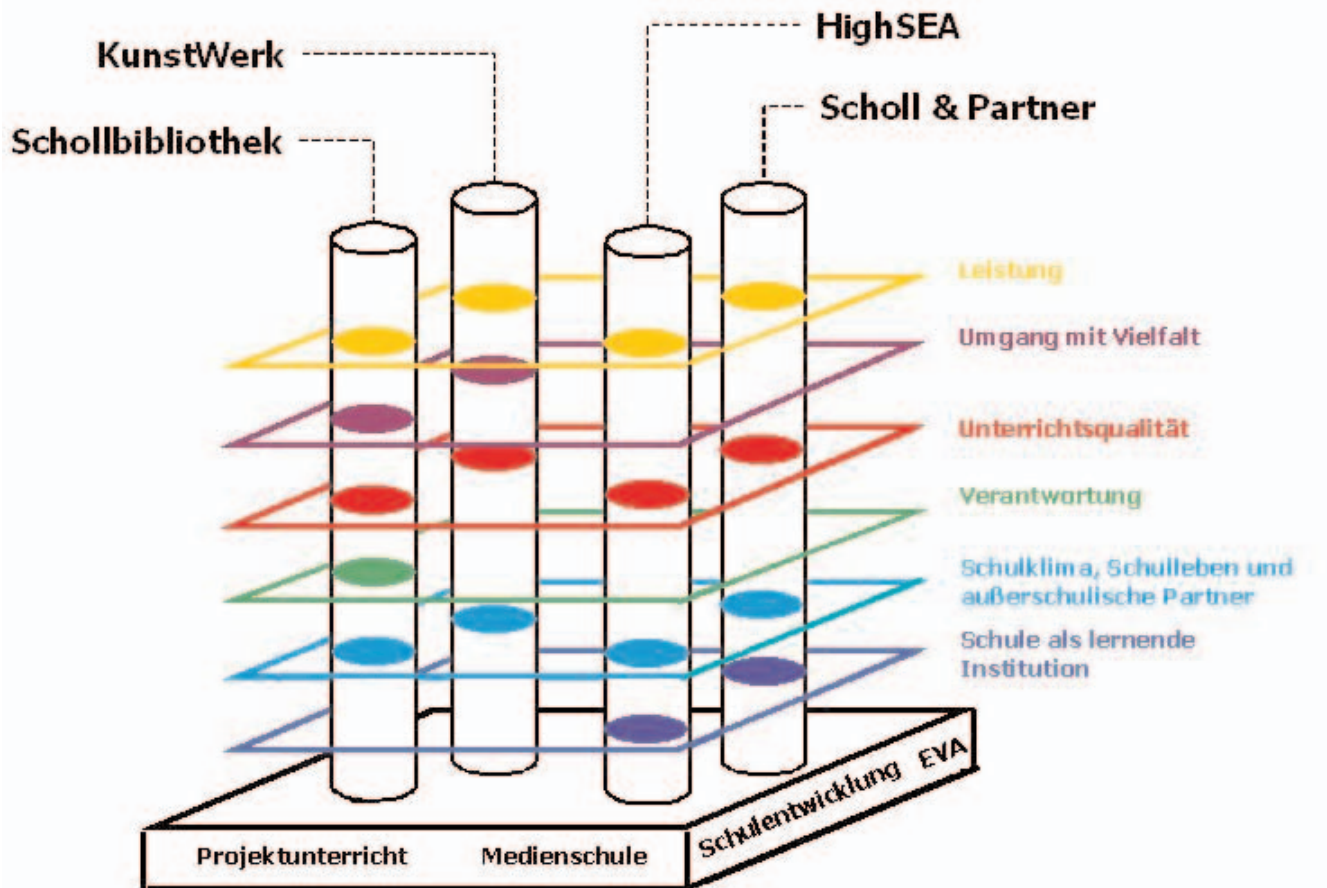 KunstWerk
HighSEA
Schollbibliothek
Scholl & Partner
Leistung
Umgang mit Vielfalt
Unterrichtsqualität
Verantwortung
Schulklima, Schulleben und
außerschulische Partner
Schule als lernende
Institution
Projektunterricht
Medienschule
Schulentwicklung
EVA